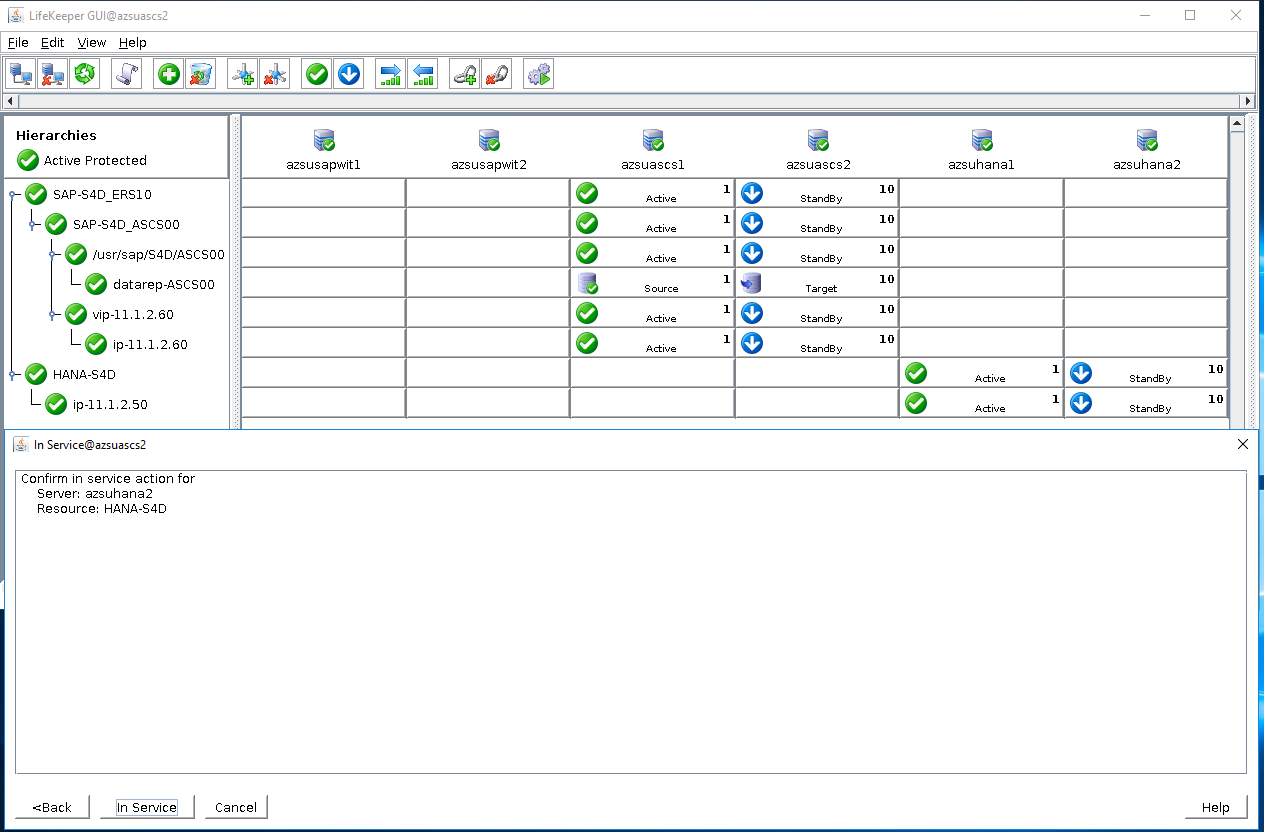 LifeKeeper GUI@azsuascs2
File Edit View Help
Hierarchies
Active Protected
azsusapwit1 azsusapwit2 azsuascs1 azsuascs2 azsuhana1 azsuhana2
SAP-S4D_ERS10 Active 1 StandBy 10
SAP-S4D_ASCS00 Active 1 StandBy 10
/usr/sap/S4D/ASCS00 Active 1 StandBy 10
datarep-ASCS00 Source 1 Target 10
vip-11.1.2.60 Active 1 StandBy 10
ip-11.1.2.60 Active 1 StandBy 10
HANA-S4D Active 1 StandBy 10
ip-11.1.2.50 Active 1 StandBy 10
In Service@azsuascs2
Confirm in service action for
Server: azsuhana2
Resource: HANA-S4D
<Back In Service Cancel Help